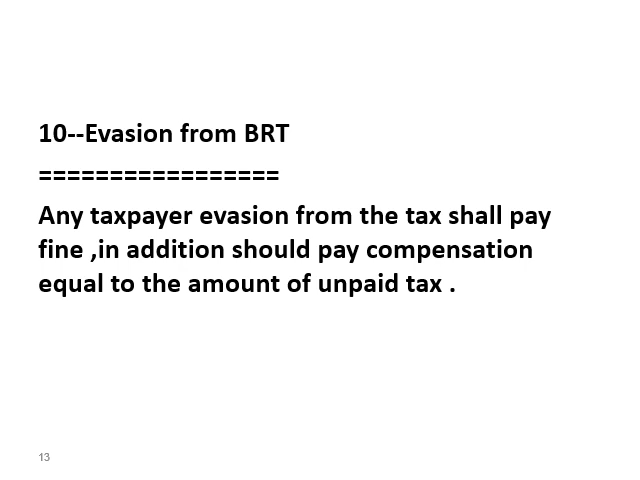 10--Evasion from BRT
=================
Any taxpayer evasion from the tax shall pay
fine ,in addition should pay compensation
equal to the amount of unpaid tax .
13